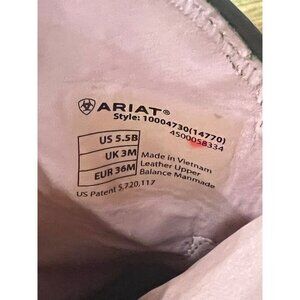 ARIAT®
Style: 10004730(14770)
4500058334
US 5.5B
UK 3M
EUR 36M
Made in Vietnam
Leather Upper
Balance Manmade
US Patent 5,720,117